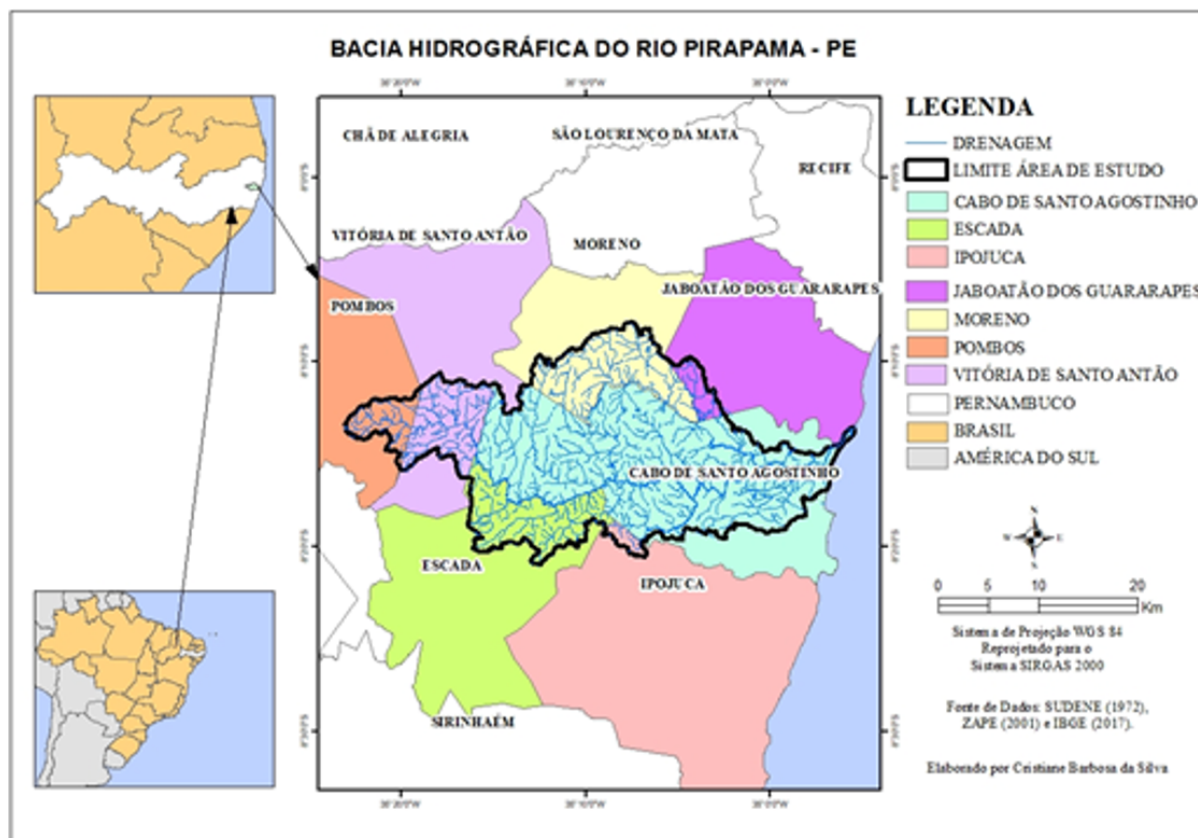 BACIA HIDROGRÁFICA DO RIO PIRAPAMA - PE
CHÃ DE ALEGRIA
SÃO LOURENÇO DA MATA
RECIFE
VITÓRIA DE SANTO ANTÃO
MORENO
JABOATÃO DOS GUARARAPES
POMBOS
CABO DE SANTO AGOSTINHO
ESCADA
IPOJUCA
SIRINHAÉM
LEGENDA
DRENAGEM
LIMITE ÁREA DE ESTUDO
CABO DE SANTO AGOSTINHO
ESCADA
IPOJUCA
JABOATÃO DOS GUARARAPES
MORENO
POMBOS
VITÓRIA DE SANTO ANTÃO
PERNAMBUCO
BRASIL
AMÉRICA DO SUL
N
W E
S
0 5 10 20
Km
Sistema de Projeção WGS 84
Reprojetado para o
Sistema SIRGAS 2000
Fonte de Dados: SUDENE (1972),
ZAPE (2001) e IBGE (2017).
Elaborado por Cristiane Barbosa da Silva